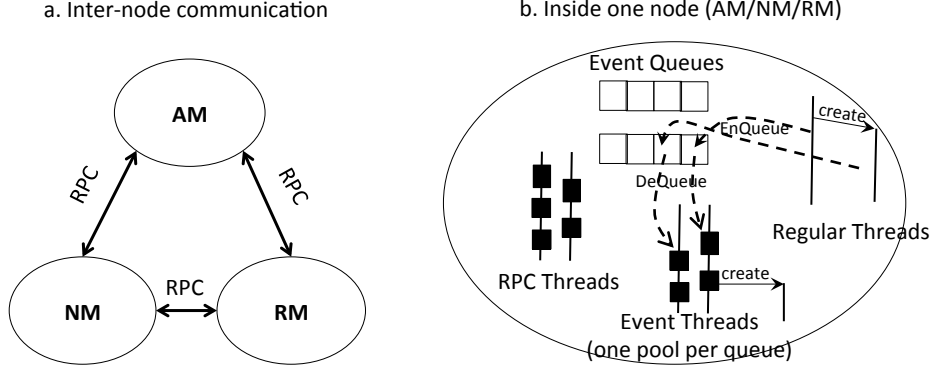 a. Inter-node communication
AM
RPC
RPC
NM
RPC
RM
b. Inside one node (AM/NM/RM)
Event Queues
create
EnQueue
DeQueue
Regular Threads
RPC Threads
create
Event Threads
(one pool per queue)